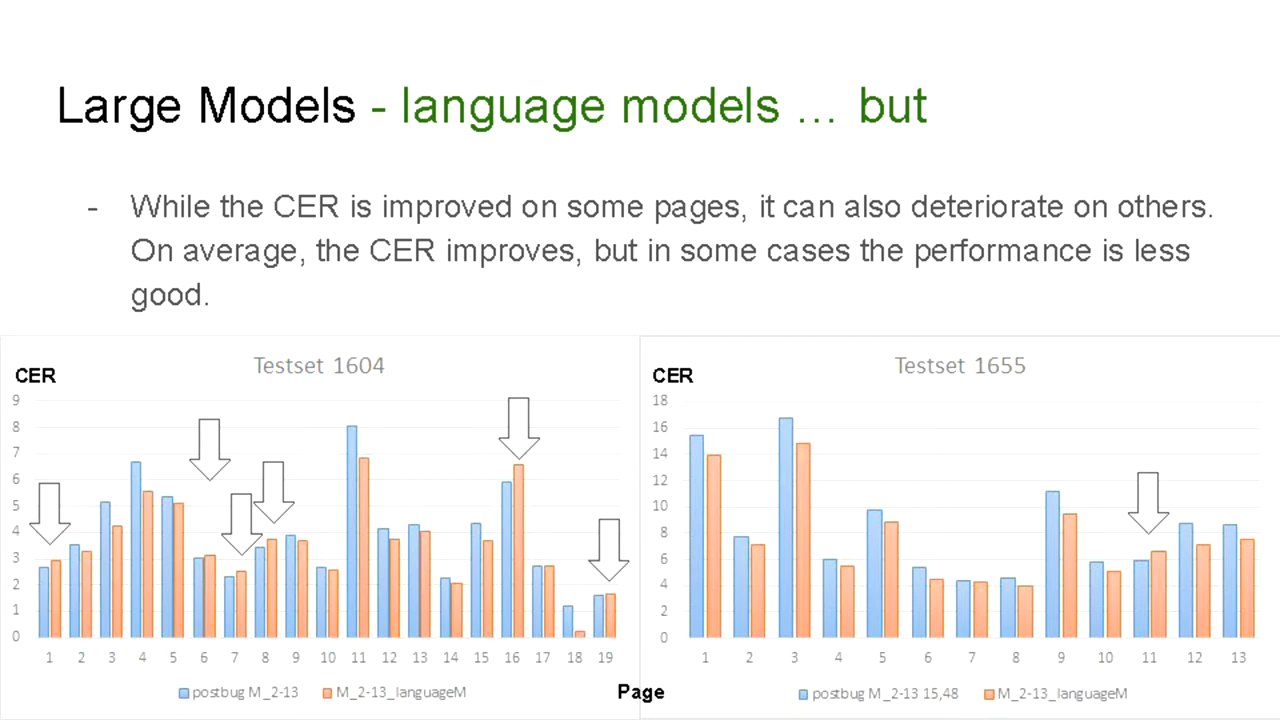 Large Models - language models ... but
- While the CER is improved on some pages, it can also deteriorate on others.
On average, the CER improves, but in some cases the performance is less
good.
Testset 1604
CER
9
8
7
6
5
4
3
2
1
0
1 2 3 4 5 6 7 8 9 10 11 12 13 14 15 16 17 18 19
postbug M_2-13 M_2-13_languageM
Testset 1655
CER
18
16
14
12
10
8
6
4
2
0
1 2 3 4 5 6 7 8 9 10 11 12 13
postbug M_2-13 15,48 M_2-13_languageM
Page